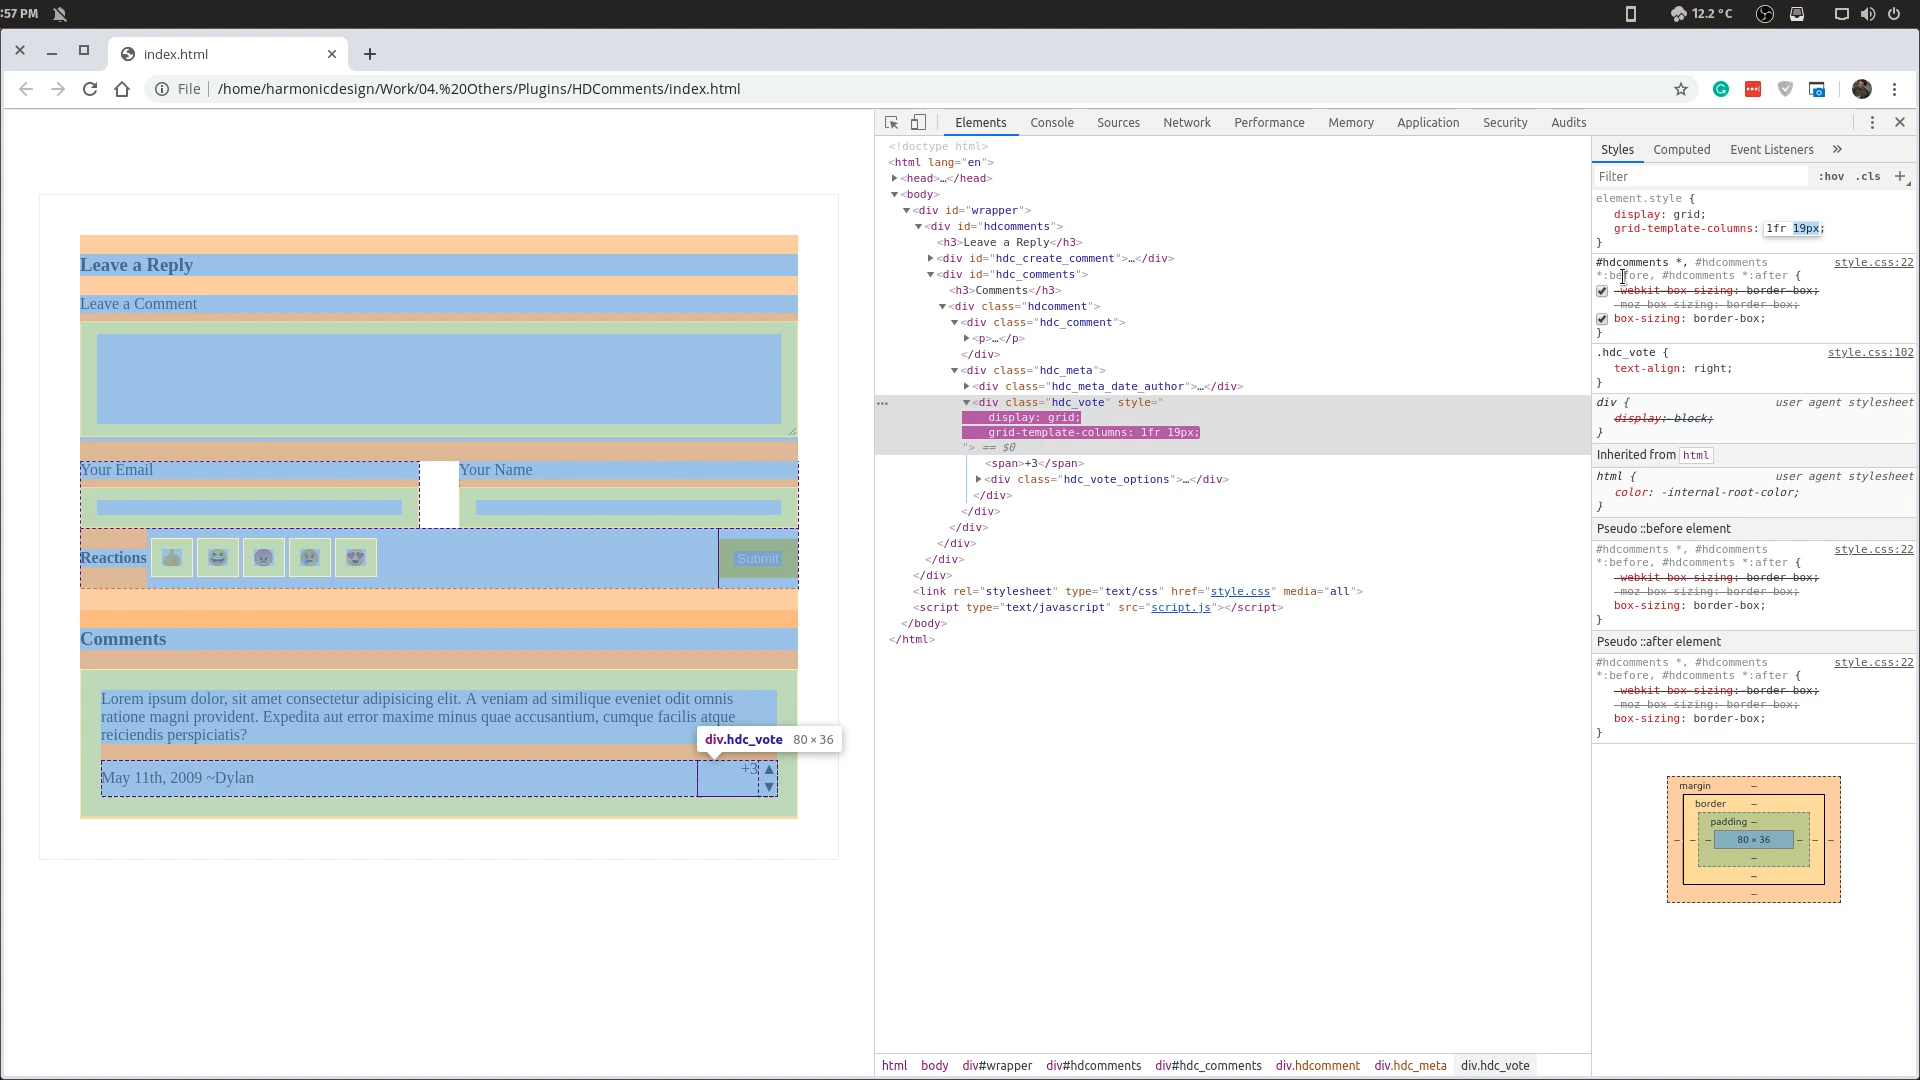 :57 PM
12.2 °C
index.html
File
/home/harmonicdesign/Work/04.%20Others/Plugins/HDComments/index.html
Leave a Reply
Leave a Comment
Your Email
Your Name
Reactions
Submit
Comments
Lorem ipsum dolor, sit amet consectetur adipisicing elit. A veniam ad similique eveniet odit omnis
ratione magni provident. Expedita aut error maxime minus quae accusantium, cumque facilis atque
reiciendis perspiciatis?
div.hdc_vote 80 × 36
May 11th, 2009 ~Dylan
+3
▲
▼
Elements Console Sources Network Performance Memory Application Security Audits
<!doctype html>
<html lang="en">
<head>…</head>
<body>
<div id="wrapper">
<div id="hdcomments">
<h3>Leave a Reply</h3>
<div id="hdc_create_comment">…</div>
<div id="hdc_comments">
<h3>Comments</h3>
<div class="hdcomment">
<div class="hdc_comment">
<p>…</p>
</div>
<div class="hdc_meta">
<div class="hdc_meta_date_author">…</div>
<div class="hdc_vote" style="
display: grid;
grid-template-columns: 1fr 19px;
"> == $0
<span>+3</span>
<div class="hdc_vote_options">…</div>
</div>
</div>
</div>
</div>
</div>
</div>
<link rel="stylesheet" type="text/css" href="style.css" media="all">
<script type="text/javascript" src="script.js"></script>
</body>
</html>
html body div#wrapper div#hdcomments div#hdc_comments div.hdcomment div.hdc_meta div.hdc_vote
Styles Computed Event Listeners »
Filter :hov .cls +
element.style {
display: grid;
grid-template-columns: 1fr 19px;
}
#hdcomments *, #hdcomments style.css:22
*:before, #hdcomments *:after {
-webkit-box-sizing: border-box;
-moz-box-sizing: border-box;
box-sizing: border-box;
}
.hdc_vote { style.css:102
text-align: right;
}
div { user agent stylesheet
display: block;
}
Inherited from html
html { user agent stylesheet
color: -internal-root-color;
}
Pseudo ::before element
#hdcomments *, #hdcomments style.css:22
*:before, #hdcomments *:after {
-webkit-box-sizing: border-box;
-moz-box-sizing: border-box;
box-sizing: border-box;
}
Pseudo ::after element
#hdcomments *, #hdcomments style.css:22
*:before, #hdcomments *:after {
-webkit-box-sizing: border-box;
-moz-box-sizing: border-box;
box-sizing: border-box;
}
margin –
border –
padding –
– – – 80 × 36 – – –
–
–
–